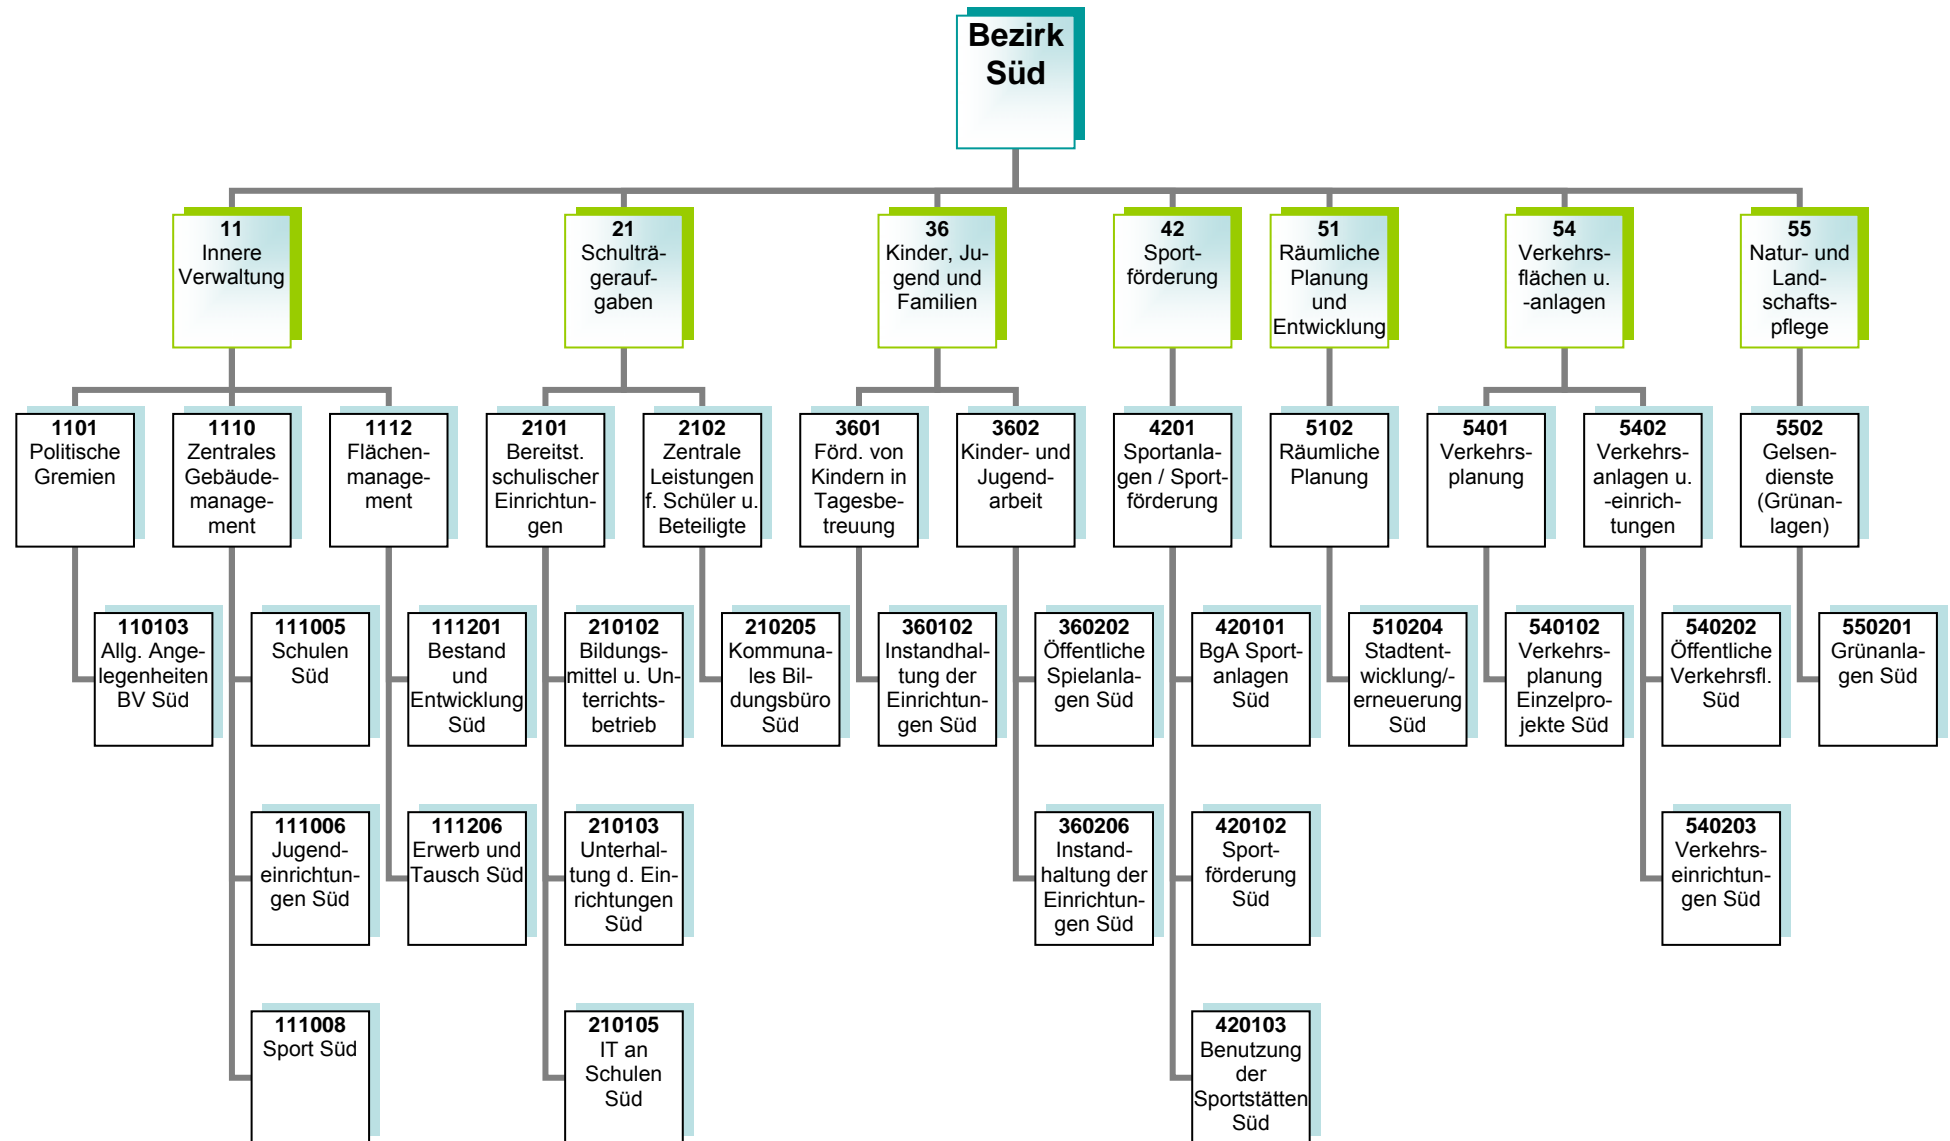 Bezirk
Süd
11
Innere
Verwaltung
21
Schulträ-
gerauf-
gaben
36
Kinder, Ju-
gend und
Familien
42
Sport-
förderung
51
Räumliche
Planung
und
Entwicklung
54
Verkehrs-
flächen u.
-anlagen
55
Natur- und
Land-
schafts-
pflege
1101
Politische
Gremien
1110
Zentrales
Gebäude-
manage-
ment
1112
Flächen-
manage-
ment
2101
Bereitst.
schulischer
Einrichtun-
gen
2102
Zentrale
Leistungen
f. Schüler u.
Beteiligte
3601
Förd. von
Kindern in
Tagesbe-
treuung
3602
Kinder- und
Jugend-
arbeit
4201
Sportanla-
gen / Sport-
förderung
5102
Räumliche
Planung
5401
Verkehrs-
planung
5402
Verkehrs-
anlagen u.
-einrich-
tungen
5502
Gelsen-
dienste
(Grünan-
lagen)
110103
Allg. Ange-
legenheiten
BV Süd
111005
Schulen
Süd
111201
Bestand
und
Entwicklung
Süd
210102
Bildungs-
mittel u. Un-
terrichts-
betrieb
210205
Kommuna-
les Bil-
dungsbüro
Süd
360102
Instandhal-
tung der
Einrichtun-
gen Süd
360202
Öffentliche
Spielanla-
gen Süd
420101
BgA Sport-
anlagen
Süd
510204
Stadtent-
wicklung/-
erneuerung
Süd
540102
Verkehrs-
planung
Einzelpro-
jekte Süd
540202
Öffentliche
Verkehrsfl.
Süd
550201
Grünanla-
gen Süd
111006
Jugend-
einrichtun-
gen Süd
111206
Erwerb und
Tausch Süd
210103
Unterhal-
tung d. Ein-
richtungen
Süd
360206
Instand-
haltung der
Einrichtun-
gen Süd
420102
Sport-
förderung
Süd
540203
Verkehrs-
einrichtun-
gen Süd
111008
Sport Süd
210105
IT an
Schulen
Süd
420103
Benutzung
der
Sportstätten
Süd